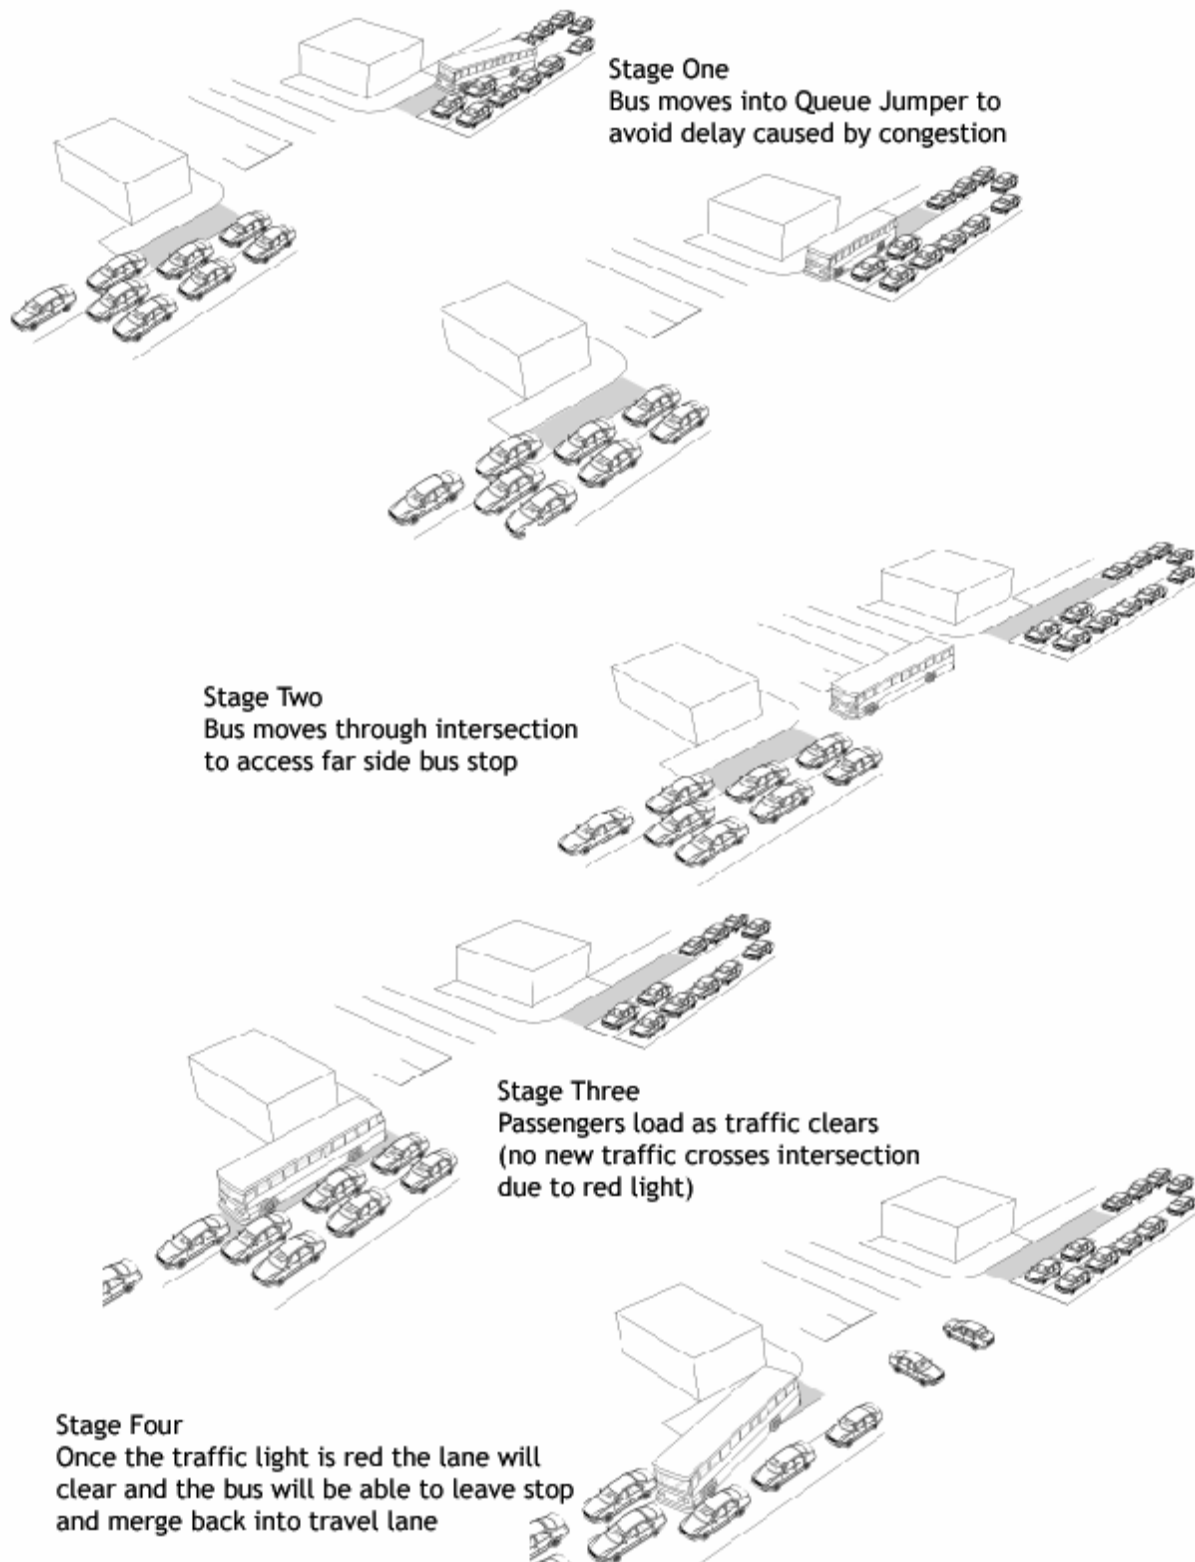 Stage One
Bus moves into Queue Jumper to
avoid delay caused by congestion
Stage Two
Bus moves through intersection
to access far side bus stop
Stage Three
Passengers load as traffic clears
(no new traffic crosses intersection
due to red light)
Stage Four
Once the traffic light is red the lane will
clear and the bus will be able to leave stop
and merge back into travel lane